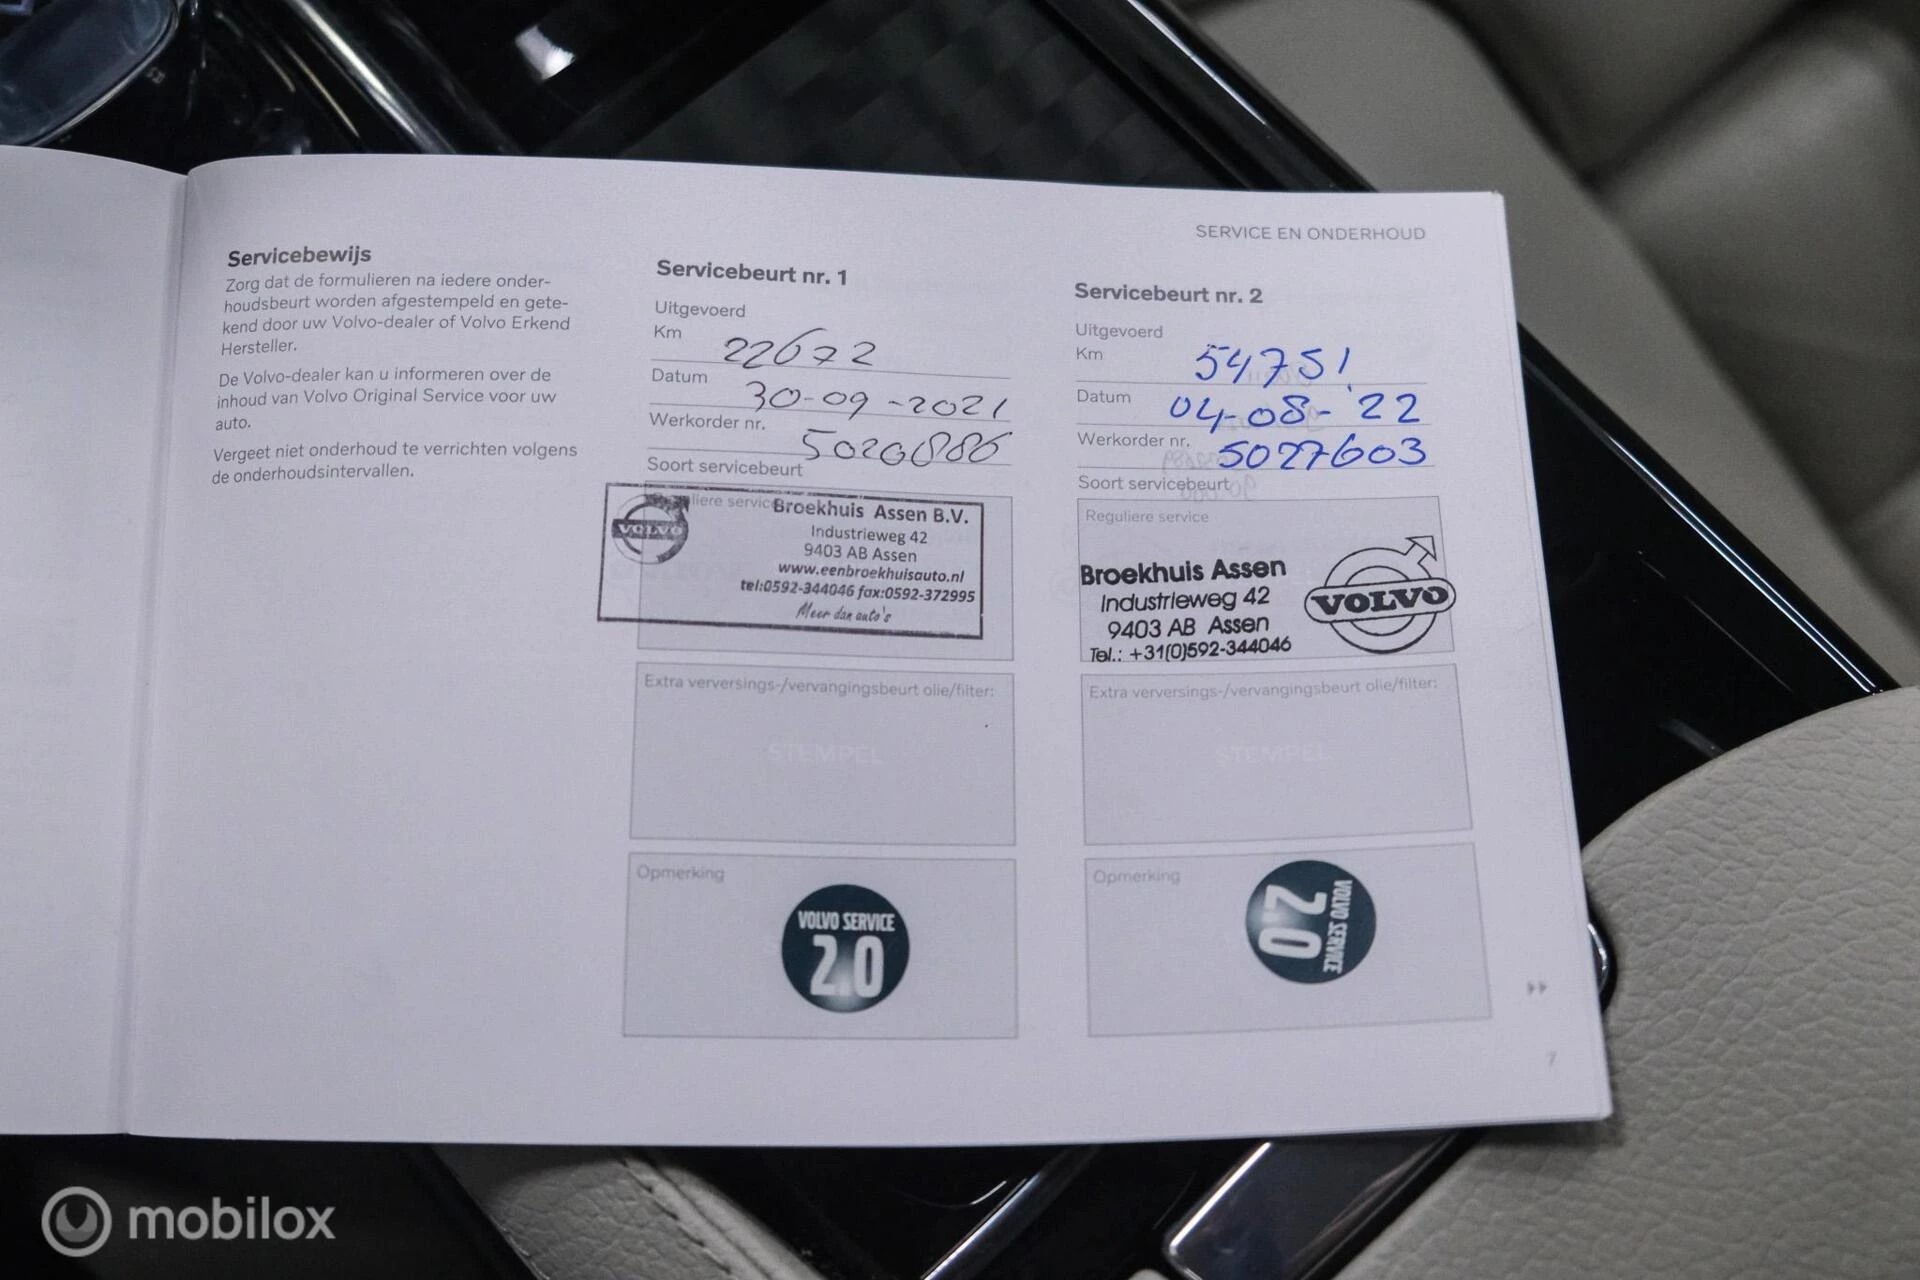 SERVICE EN ONDERHOUD
Servicebewijs
Zorg dat de formulieren na iedere onder-
houdsbeurt worden afgestempeld en gete-
kend door uw Volvo-dealer of Volvo Erkend
Hersteller.
De Volvo-dealer kan u informeren over de
inhoud van Volvo Original Service voor uw
auto.
Vergeet niet onderhoud te verrichten volgens
de onderhoudsintervallen.
Servicebeurt nr. 1
Uitgevoerd
Km 22672
Datum 30-09-2021
Werkorder nr. 5020886
Soort servicebeurt
Reguliere service
VOLVO
Broekhuis Assen B.V.
Industrieweg 42
9403 AB Assen
www.eenbroekhuisauto.nl
tel:0592-344046 fax:0592-372995
Meer dan auto's
Extra verversings-/vervangingsbeurt olie/filter:
STEMPEL
Opmerking
VOLVO SERVICE
2.0
Servicebeurt nr. 2
Uitgevoerd
Km 54751
Datum 04-08-'22
Werkorder nr. 5027603
Soort servicebeurt
Reguliere service
Broekhuis Assen
Industrieweg 42
9403 AB Assen
Tel.: +31(0)592-344046
VOLVO
Extra verversings-/vervangingsbeurt olie/filter:
STEMPEL
Opmerking
VOLVO SERVICE
2.0
7
mobilox